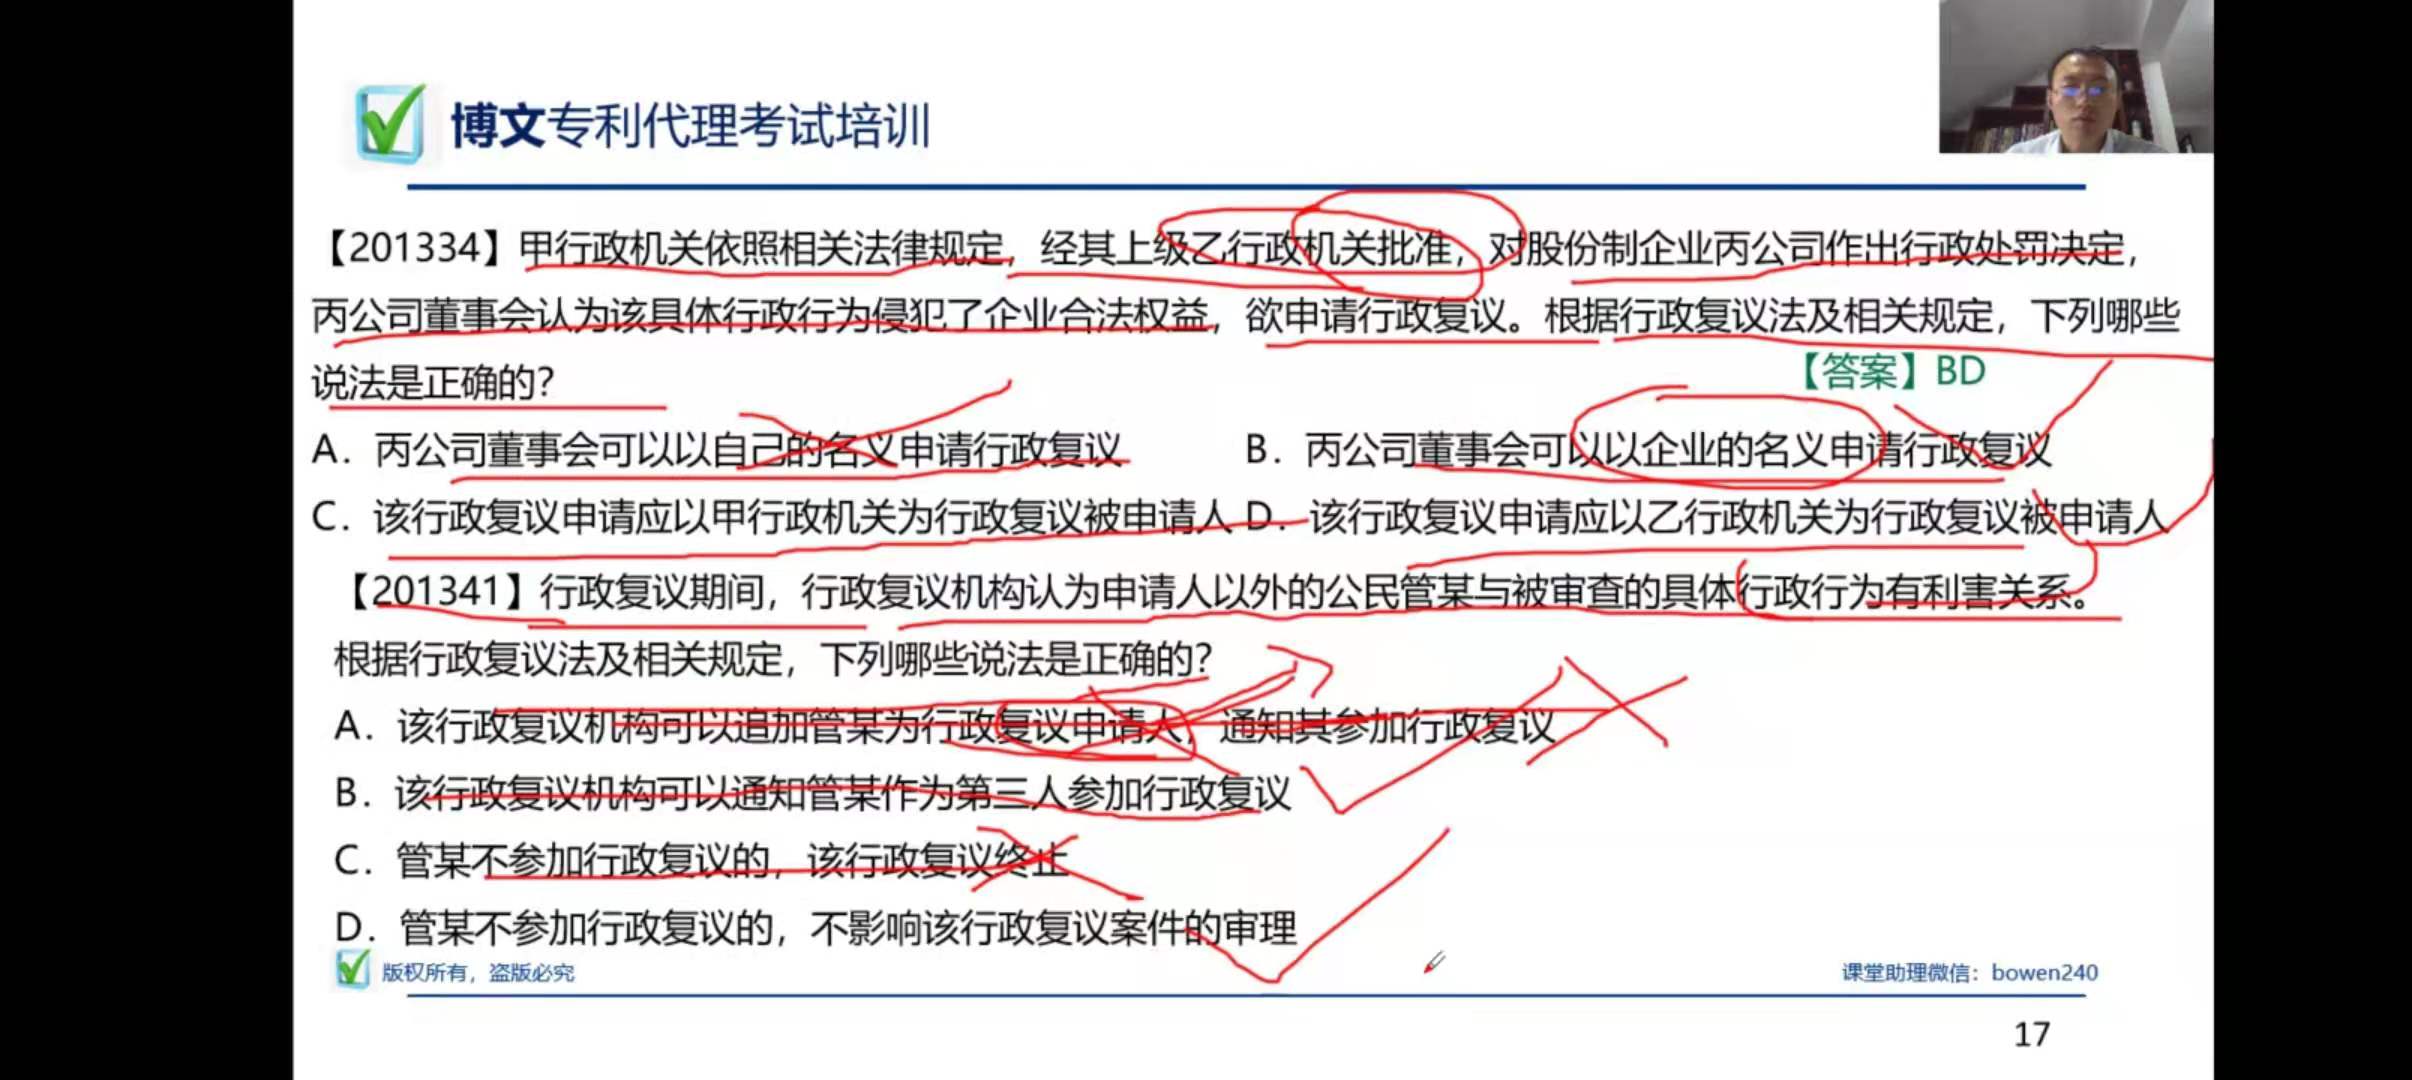 博文专利代理考试培训
【201334】甲行政机关依照相关法律规定，经其上级乙行政机关批准，对股份制企业丙公司作出行政处罚决定，
丙公司董事会认为该具体行政行为侵犯了企业合法权益，欲申请行政复议。根据行政复议法及相关规定，下列哪些
说法是正确的？
【答案】BD
A．丙公司董事会可以以自己的名义申请行政复议
B．丙公司董事会可以以企业的名义申请行政复议
C．该行政复议申请应以甲行政机关为行政复议被申请人
D．该行政复议申请应以乙行政机关为行政复议被申请人
【201341】行政复议期间，行政复议机构认为申请人以外的公民管某与被审查的具体行政行为有利害关系。
根据行政复议法及相关规定，下列哪些说法是正确的？
A．该行政复议机构可以追加管某为行政复议申请人，通知其参加行政复议
B．该行政复议机构可以通知管某作为第三人参加行政复议
C．管某不参加行政复议的，该行政复议终止
D．管某不参加行政复议的，不影响该行政复议案件的审理
版权所有，盗版必究
课堂助理微信：bowen240
17